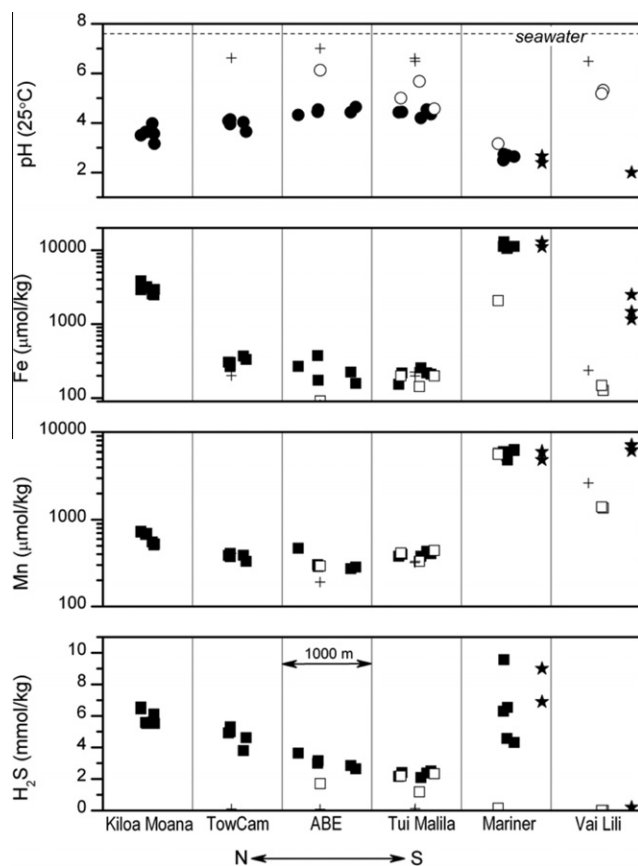 seawater
pH (25°C)
8
6
4
2
Fe (μmol/kg)
10000
1000
100
Mn (μmol/kg)
10000
1000
100
H₂S (mmol/kg)
10
8
6
4
2
0
1000 m
Kiloa Moana TowCam ABE Tui Malila Mariner Vai Lili
N S